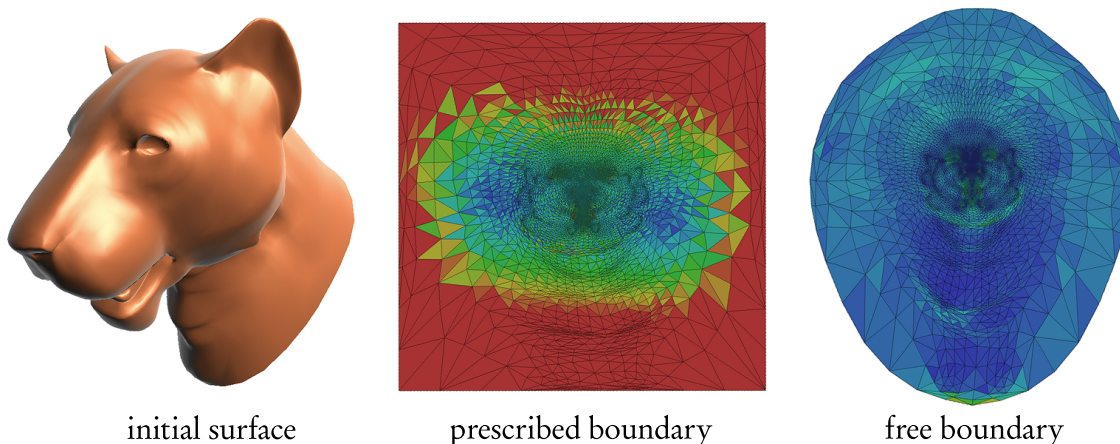 initial surface
prescribed boundary
free boundary